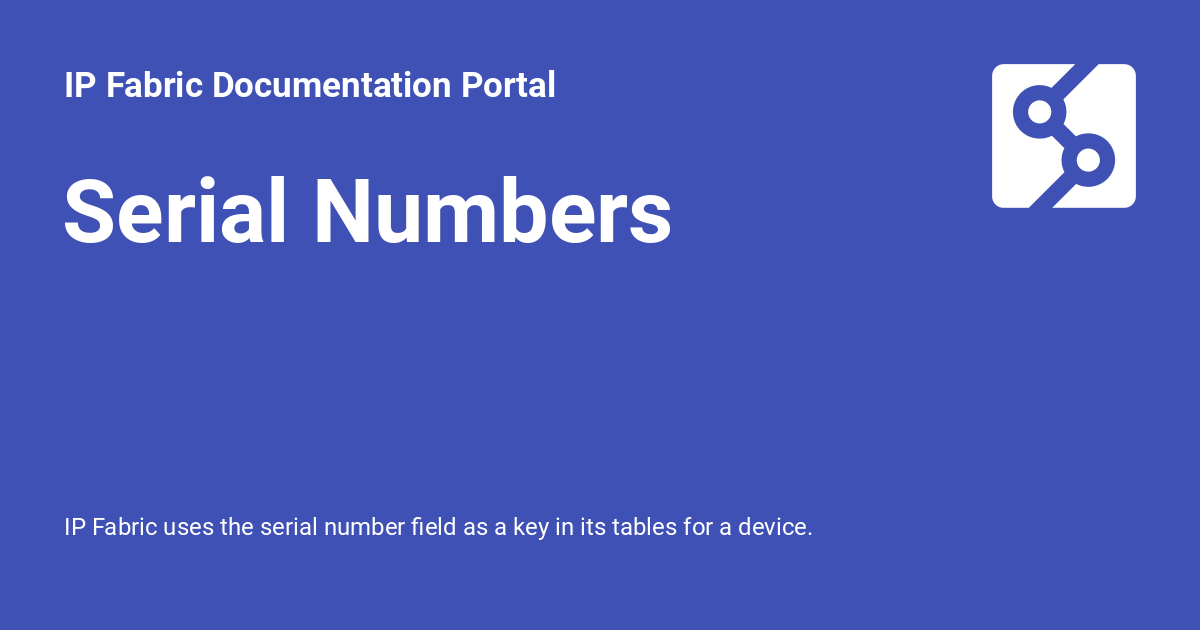 IP Fabric Documentation Portal
Serial Numbers
IP Fabric uses the serial number field as a key in its tables for a device.